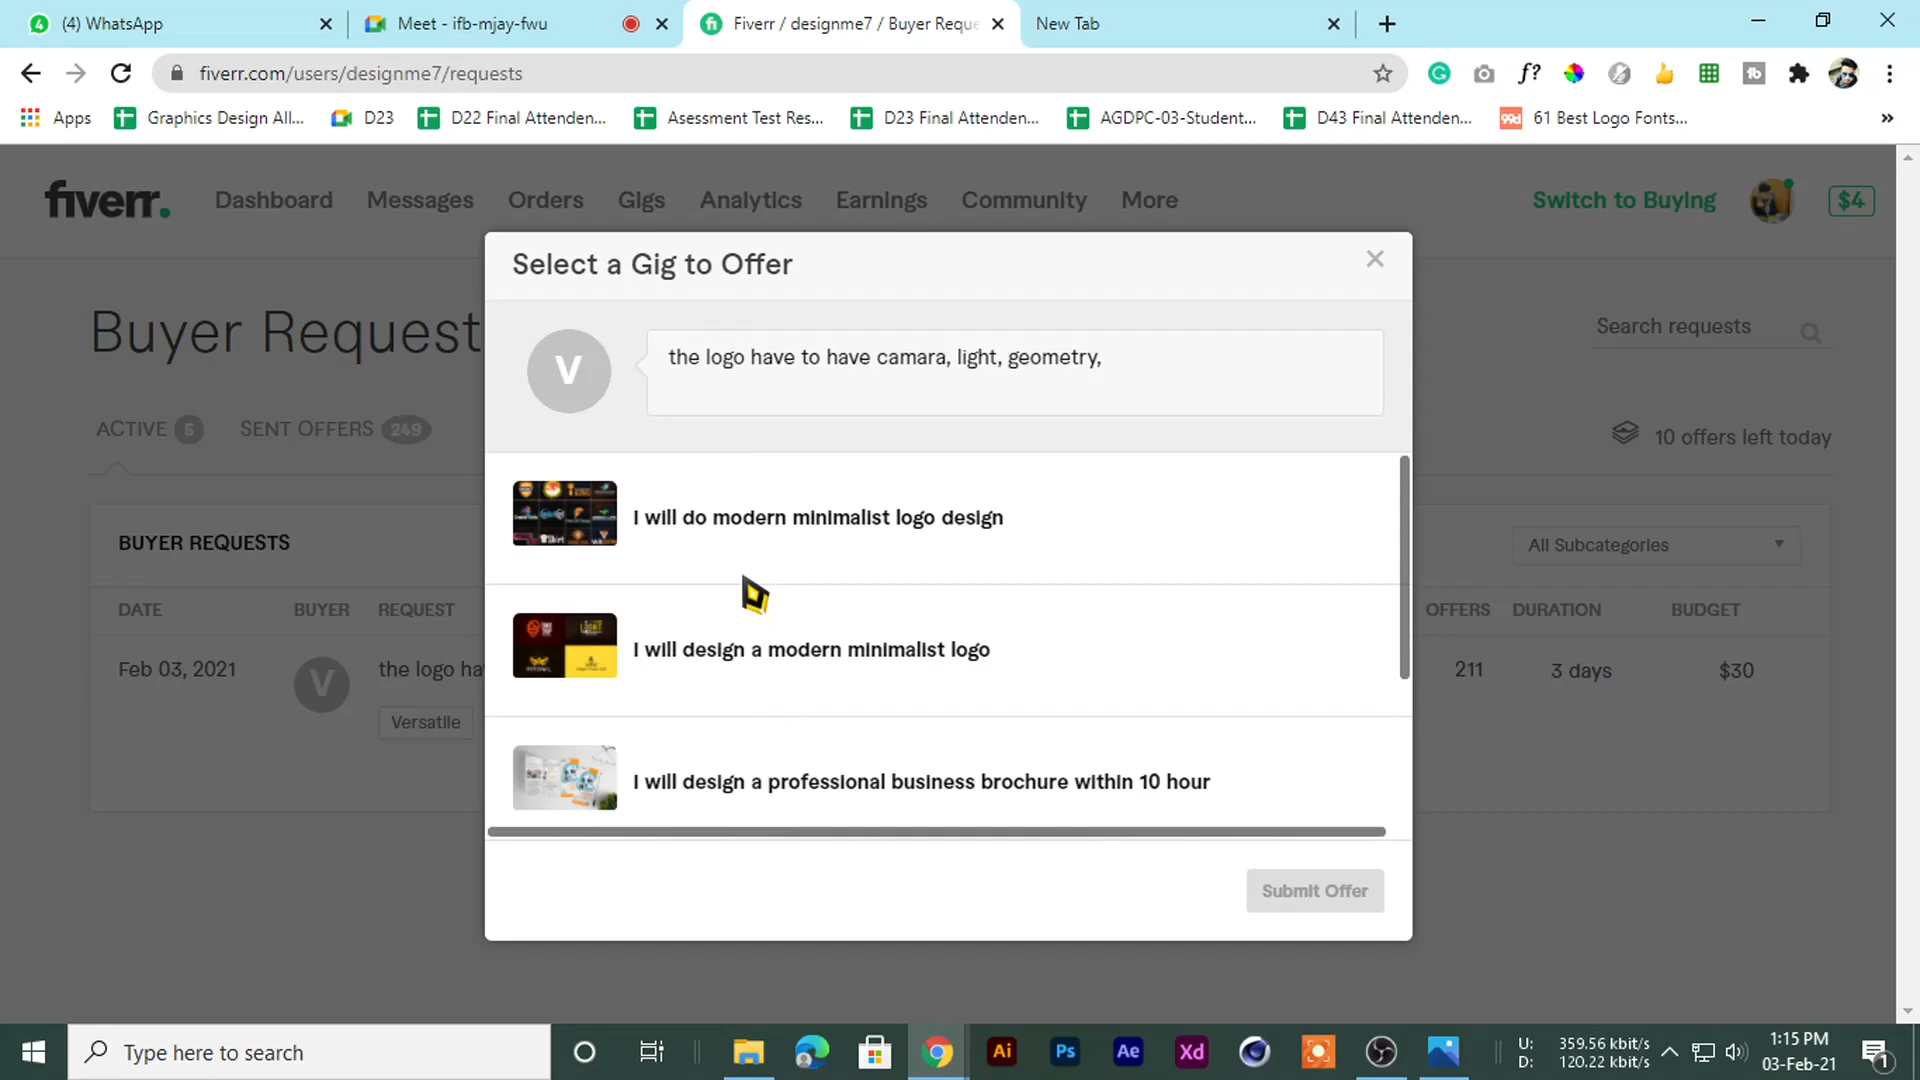 (4) WhatsApp
Meet - ifb-mjay-fwu
Fiverr / designme7 / Buyer Reque
New Tab
fiverr.com/users/designme7/requests
Apps
Graphics Design All...
D23
D22 Final Attenden...
Asessment Test Res...
D23 Final Attenden...
AGDPC-03-Student...
D43 Final Attenden...
61 Best Logo Fonts...
fiverr.
Dashboard
Messages
Orders
Gigs
Analytics
Earnings
Community
More
Switch to Buying
$4
Select a Gig to Offer
Buyer Request
Search requests
V
the logo have to have camara, light, geometry,
ACTIVE 5
SENT OFFERS 249
10 offers left today
I will do modern minimalist logo design
BUYER REQUESTS
All Subcategories
DATE
BUYER
REQUEST
OFFERS
DURATION
BUDGET
I will design a modern minimalist logo
Feb 03, 2021
V
the logo ha
211
3 days
$30
Versatile
I will design a professional business brochure within 10 hour
Submit Offer
Type here to search
Ai
Ps
Ae
Xd
U: 359.56 kbit/s
D: 120.22 kbit/s
1:15 PM
03-Feb-21
1